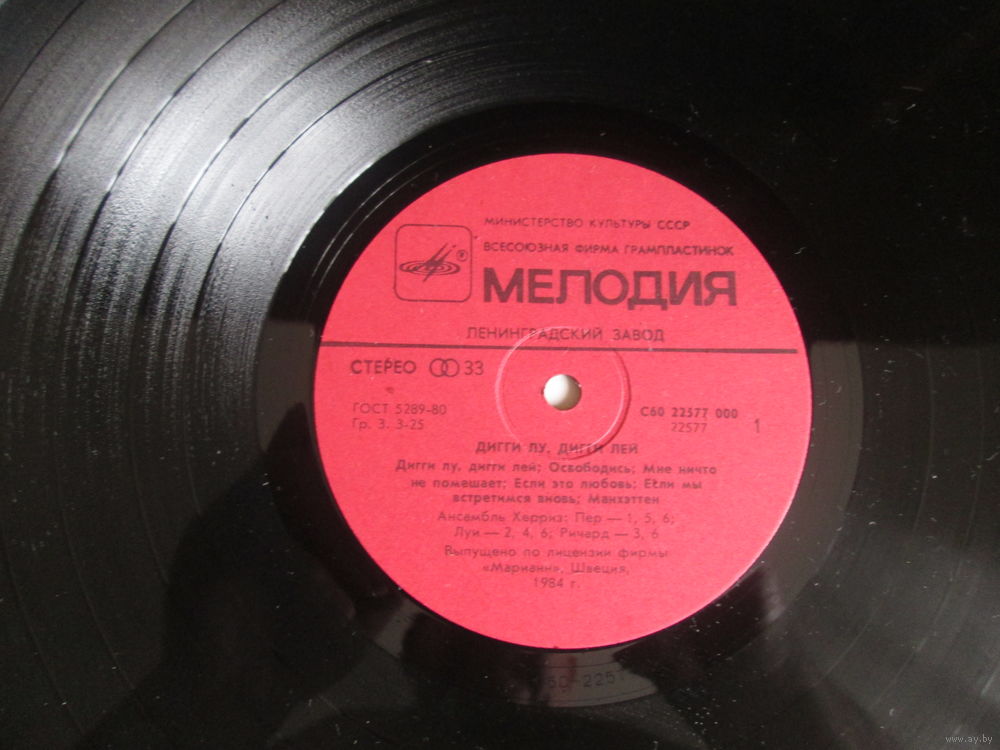 МИНИСТЕРСТВО КУЛЬТУРЫ СССР
ВСЕСОЮЗНАЯ ФИРМА ГРАМПЛАСТИНОК
МЕЛОДИЯ
ЛЕНИНГРАДСКИЙ ЗАВОД
СТЕРЕО 33
ГОСТ 5289-80
Гр. 3. 3-25
С60 22577 000
22577
1
ДИГГИ ЛУ, ДИГГИ ЛЕЙ
Дигги лу, дигги лей; Освободись; Мне ничто
не помешает; Если это любовь; Если мы
встретимся вновь; Манхэттен
Ансамбль Херриз: Пер — 1, 5, 6;
Луи — 2, 4, 6; Ричард — 3, 6
Выпущено по лицензии фирмы
«Марианн», Швеция,
1984 г.
www.ay.by